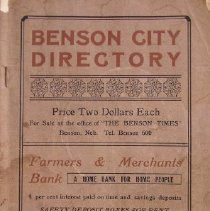 BENSON CITY
DIRECTORY
Price Two Dollars Each
For Sale at the office of "THE BENSON TIMES"
Benson, Neb. Tel. Benson 600
Farmers & Merchants
Bank A HOME BANK FOR HOME PEOPLE
4 per cent interest paid on time and savings deposits
SAFETY DEPOSIT BOXES FOR RENT